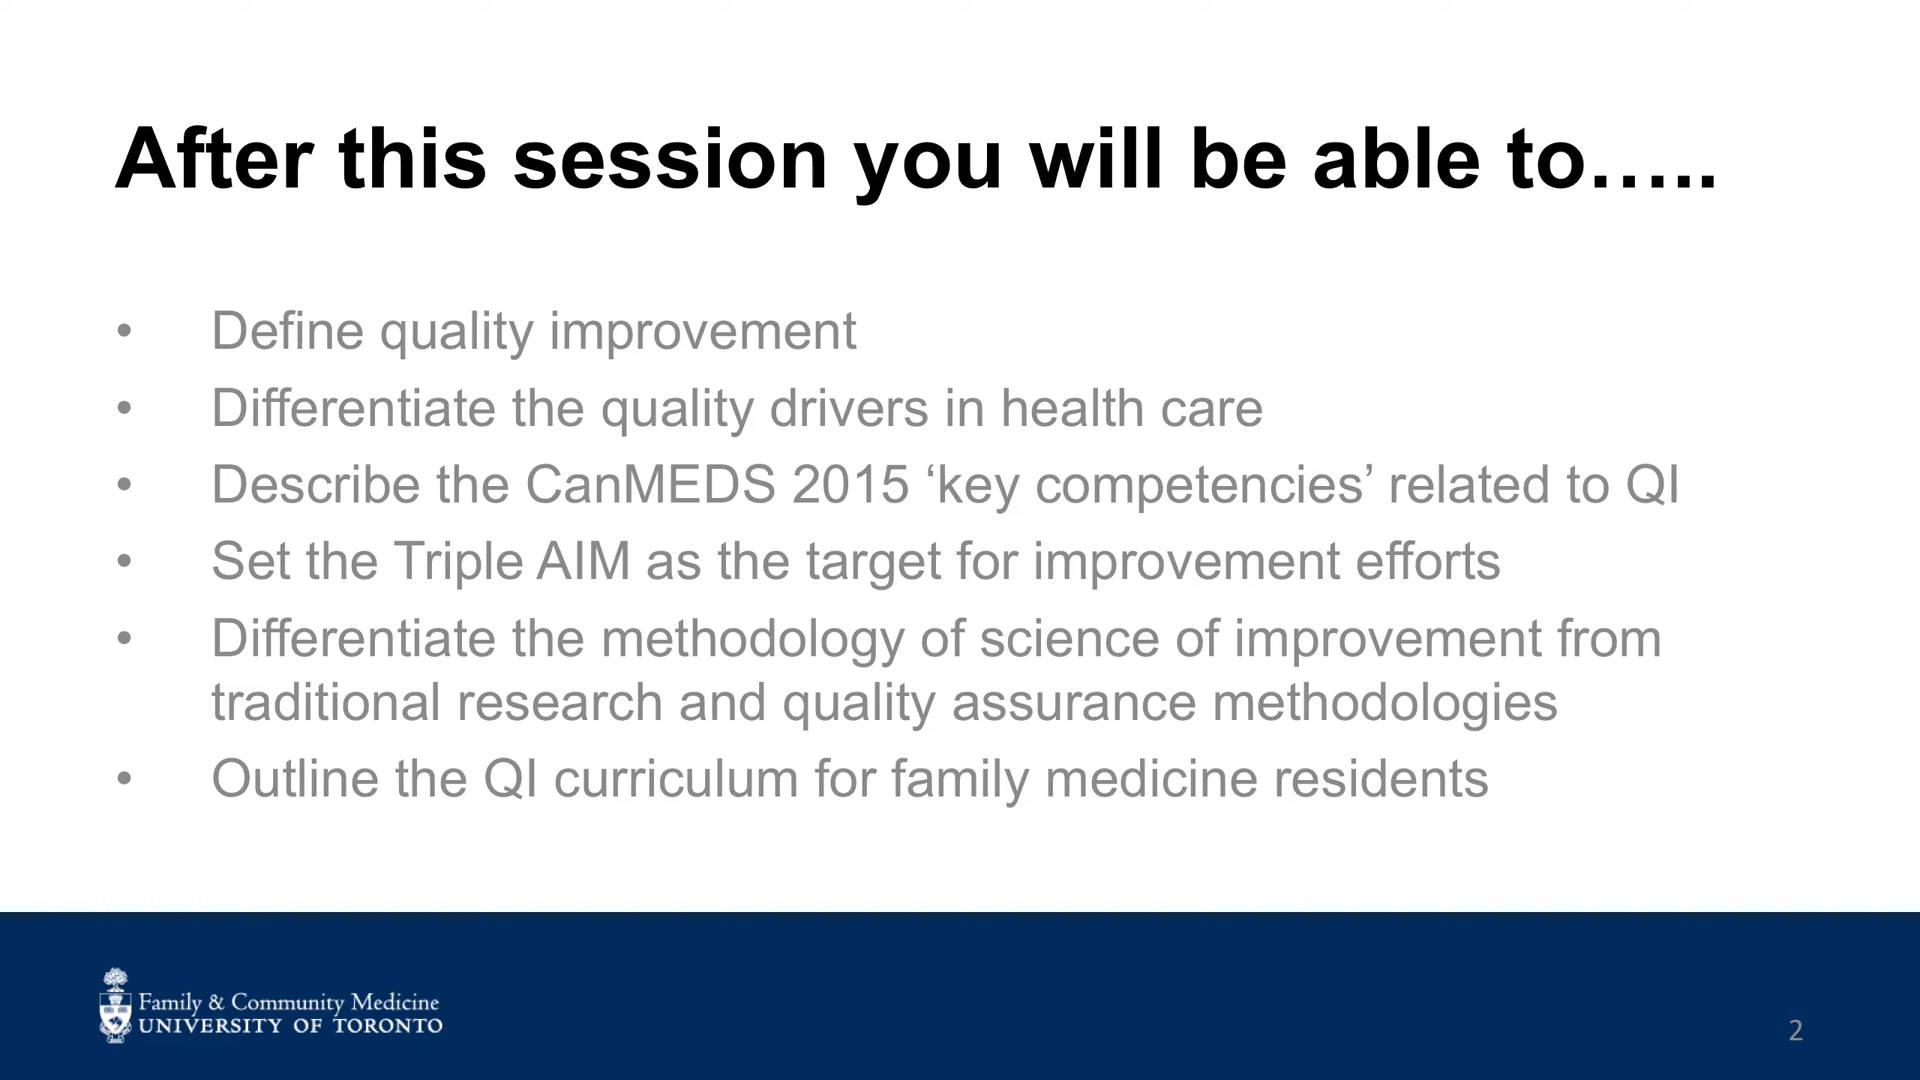 After this session you will be able to…..
• Define quality improvement
• Differentiate the quality drivers in health care
• Describe the CanMEDS 2015 ‘key competencies’ related to QI
• Set the Triple AIM as the target for improvement efforts
• Differentiate the methodology of science of improvement from
traditional research and quality assurance methodologies
• Outline the QI curriculum for family medicine residents
Family & Community Medicine
UNIVERSITY OF TORONTO
2